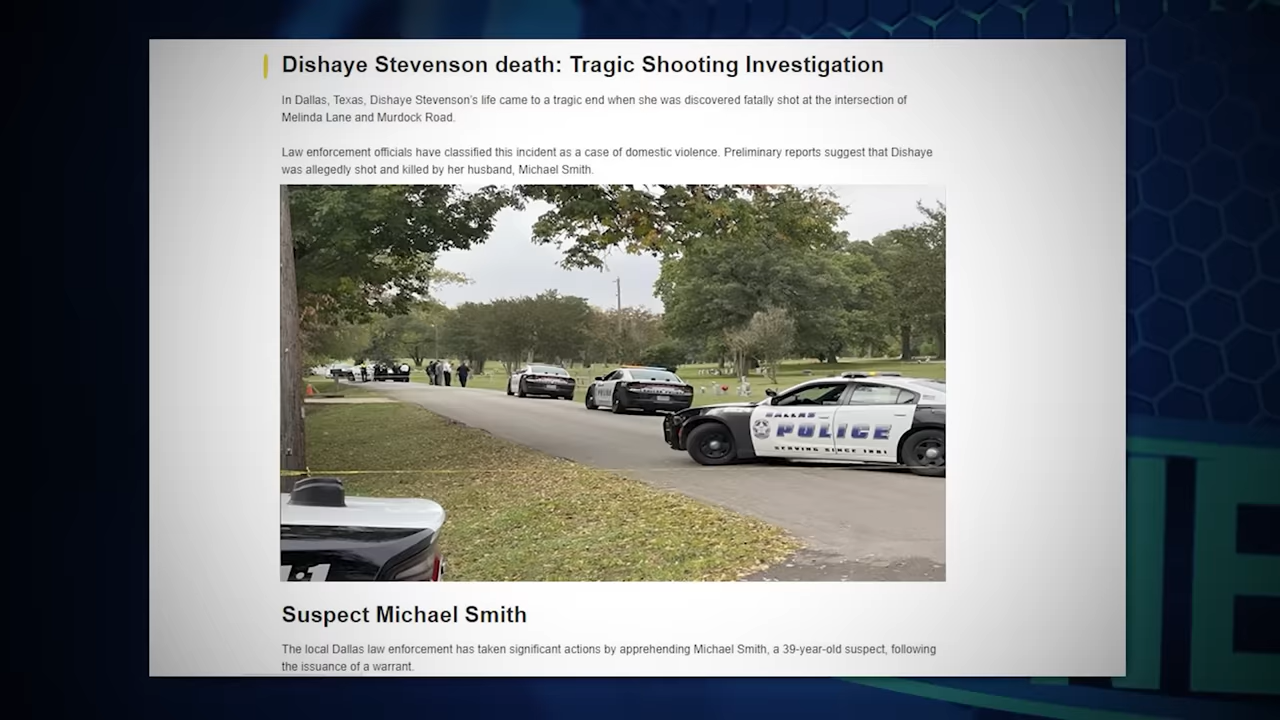 Dishaye Stevenson death: Tragic Shooting Investigation
In Dallas, Texas, Dishaye Stevenson's life came to a tragic end when she was discovered fatally shot at the intersection of
Melinda Lane and Murdock Road.
Law enforcement officials have classified this incident as a case of domestic violence. Preliminary reports suggest that Dishaye
was allegedly shot and killed by her husband, Michael Smith.
POLICE
SERVING SINCE 1881
Suspect Michael Smith
The local Dallas law enforcement has taken significant actions by apprehending Michael Smith, a 39-year-old suspect, following
the issuance of a warrant.